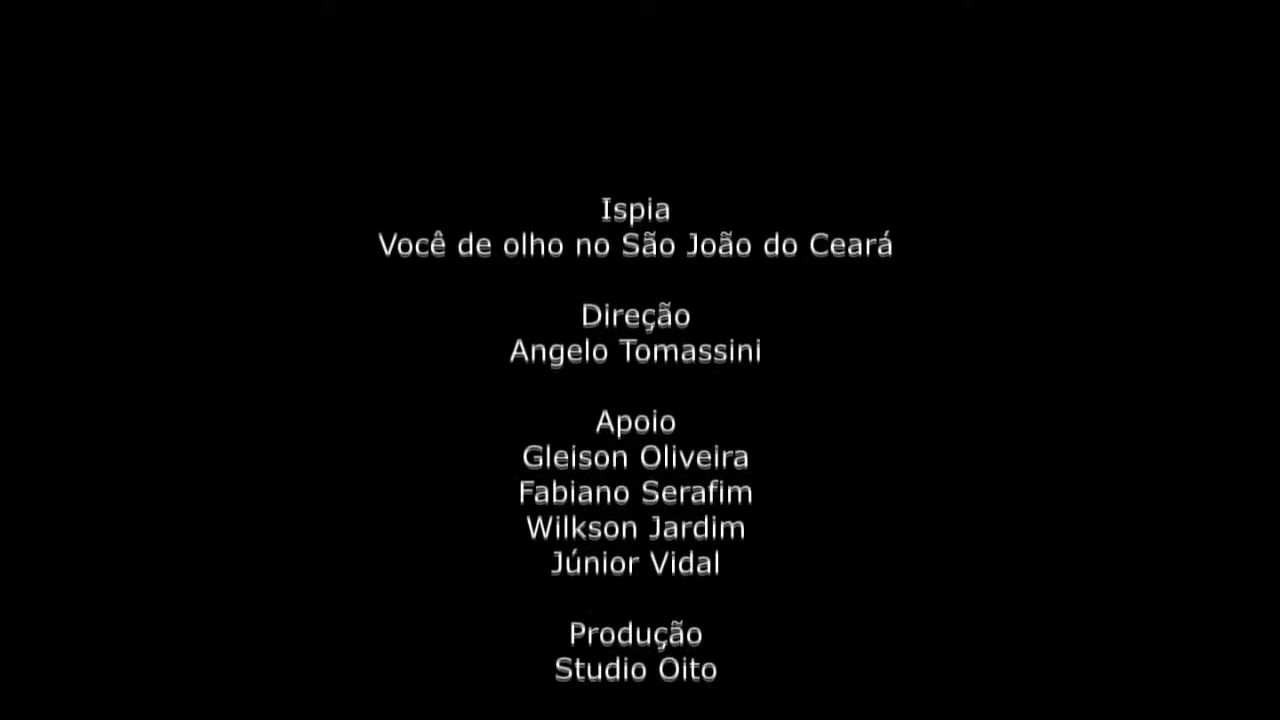 Ispia
Você de olho no São João do Ceará
Direção
Angelo Tomassini
Apoio
Gleison Oliveira
Fabiano Serafim
Wilkson Jardim
Júnior Vidal
Produção
Studio Oito